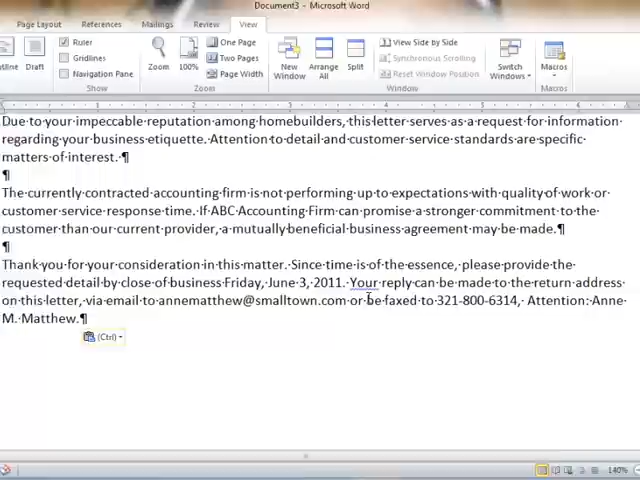 Document3 - Microsoft Word
Page Layout References Mailings Review View
Ruler One Page View Side by Side
Draft Gridlines Zoom 100% Two Pages New Window Arrange All Split Synchronous Scrolling Switch Windows Macros
Navigation Pane Page Width Reset Window Position
Show Zoom Window Macros
1 2 3 4 5 6
Due to your impeccable reputation among homebuilders, this letter serves as a request for information
regarding your business etiquette. Attention to detail and customer service standards are specific
matters of interest. ¶
¶
The currently contracted accounting firm is not performing up to expectations with quality of work or
customer service response time. If ABC Accounting Firm can promise a stronger commitment to the
customer than our current provider, a mutually beneficial business agreement may be made.¶
¶
Thank you for your consideration in this matter. Since time is of the essence, please provide the
requested detail by close of business Friday, June 3, 2011. Your reply can be made to the return address
on this letter, via email to annematthew@smalltown.com or be faxed to 321-800-6314, Attention: Anne
M. Matthew.¶
(Ctrl)
140%